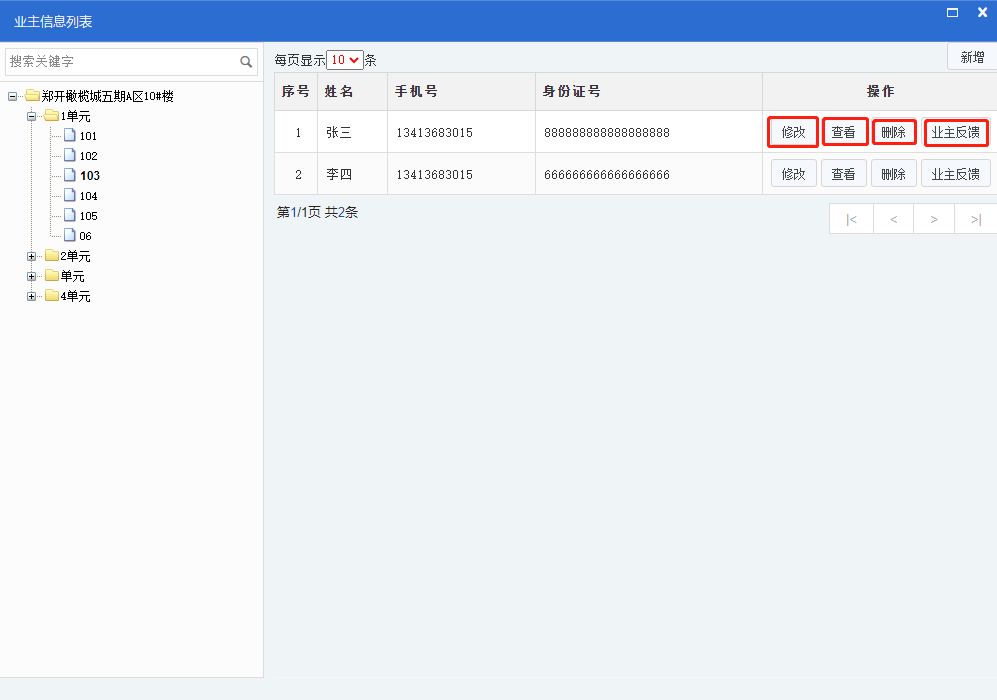 业主信息列表
搜索关键字
郑开橄榄城五期A区10#楼
1单元
101
102
103
104
105
06
2单元
单元
4单元
每页显示 10 条
新增
序号 姓名 手机号 身份证号 操作
1 张三 13413683015 888888888888888888 修改 查看 删除 业主反馈
2 李四 13413683015 666666666666666666 修改 查看 删除 业主反馈
第1/1页 共2条
|< < > >|